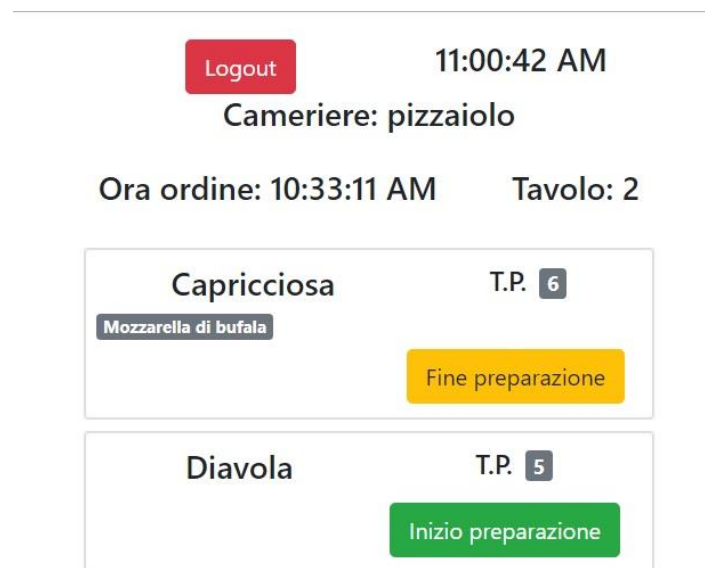 Logout 11:00:42 AM
Cameriere: pizzaiolo
Ora ordine: 10:33:11 AM Tavolo: 2
Capricciosa T.P. 6
Mozzarella di bufala
Fine preparazione
Diavola T.P. 5
Inizio preparazione